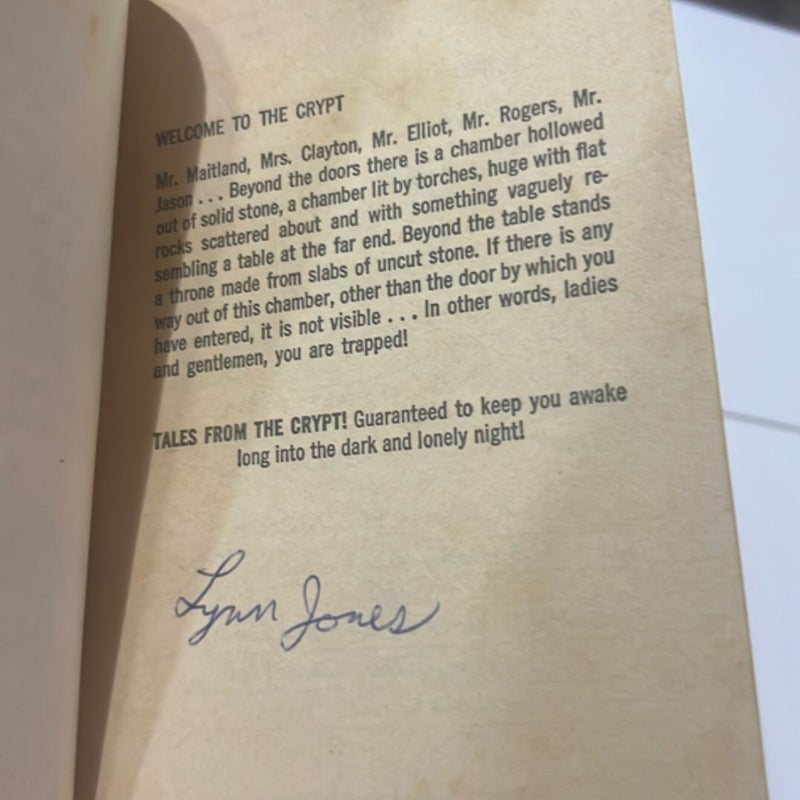 WELCOME TO THE CRYPT
Mr. Maitland, Mrs. Clayton, Mr. Elliot, Mr. Rogers, Mr.
Jason . . . Beyond the doors there is a chamber hollowed
out of solid stone, a chamber lit by torches, huge with flat
rocks scattered about and with something vaguely re-
sembling a table at the far end. Beyond the table stands
a throne made from slabs of uncut stone. If there is any
way out of this chamber, other than the door by which you
have entered, it is not visible . . . In other words, ladies
and gentlemen, you are trapped!
TALES FROM THE CRYPT! Guaranteed to keep you awake
long into the dark and lonely night!
Lynn Jones